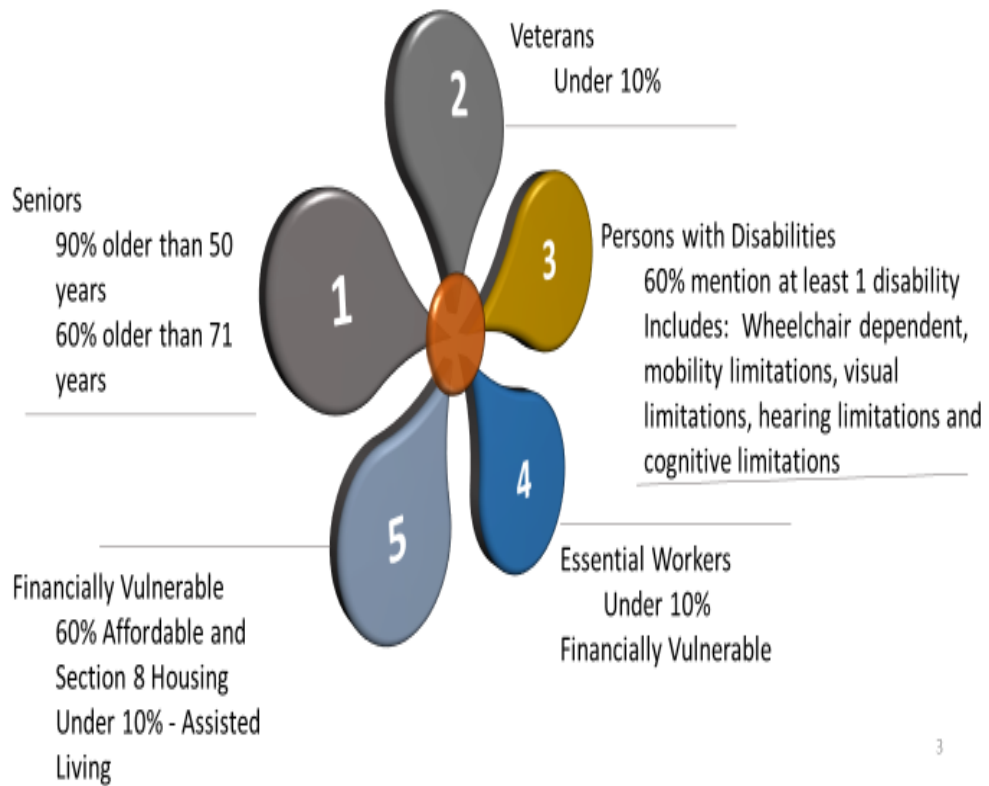 1
Seniors
90% older than 50
years
60% older than 71
years
2
Veterans
Under 10%
3
Persons with Disabilities
60% mention at least 1 disability
Includes: Wheelchair dependent,
mobility limitations, visual
limitations, hearing limitations and
cognitive limitations
4
Essential Workers
Under 10%
Financially Vulnerable
5
Financially Vulnerable
60% Affordable and
Section 8 Housing
Under 10% - Assisted
Living
3